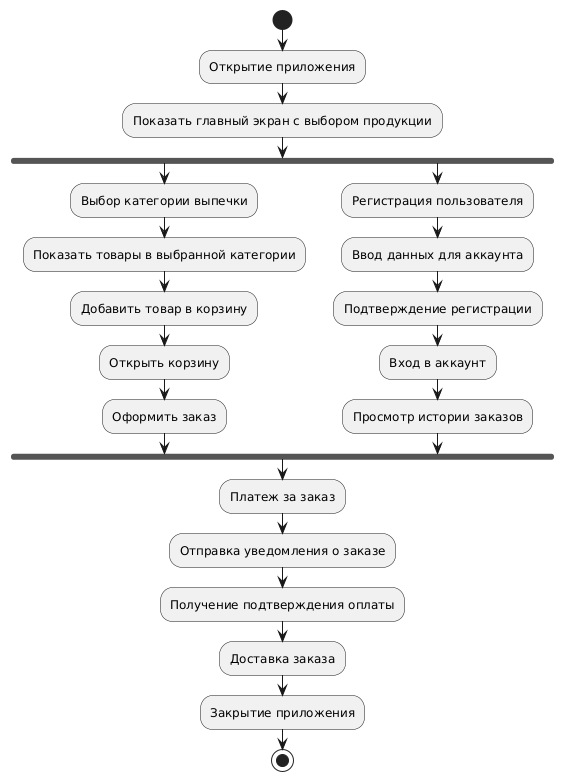 Открытие приложения
Показать главный экран с выбором продукции
Выбор категории выпечки
Регистрация пользователя
Показать товары в выбранной категории
Ввод данных для аккаунта
Добавить товар в корзину
Подтверждение регистрации
Открыть корзину
Вход в аккаунт
Оформить заказ
Просмотр истории заказов
Платеж за заказ
Отправка уведомления о заказе
Получение подтверждения оплаты
Доставка заказа
Закрытие приложения